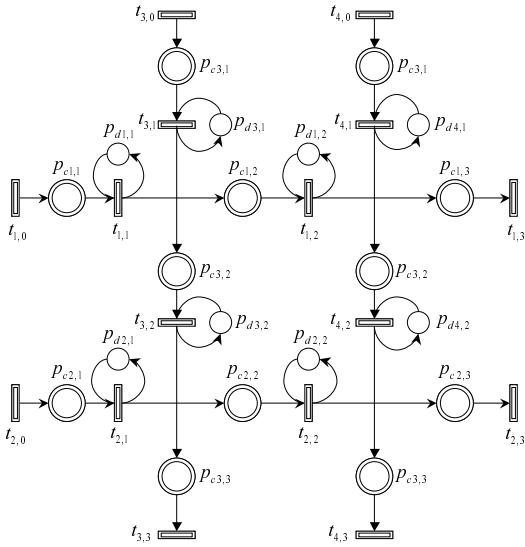 t3,0 t4,0
pc3,1 pc3,1
t3,1 pd3,1 t4,1 pd4,1
pd1,1 pd1,2
pc1,1 pc1,2 pc1,3
t1,0 t1,1 t1,2 t1,3
pc3,2 pc3,2
t3,2 pd3,2 t4,2 pd4,2
pd2,1 pd2,2
pc2,1 pc2,2 pc2,3
t2,0 t2,1 t2,2 t2,3
pc3,3 pc3,3
t3,3 t4,3